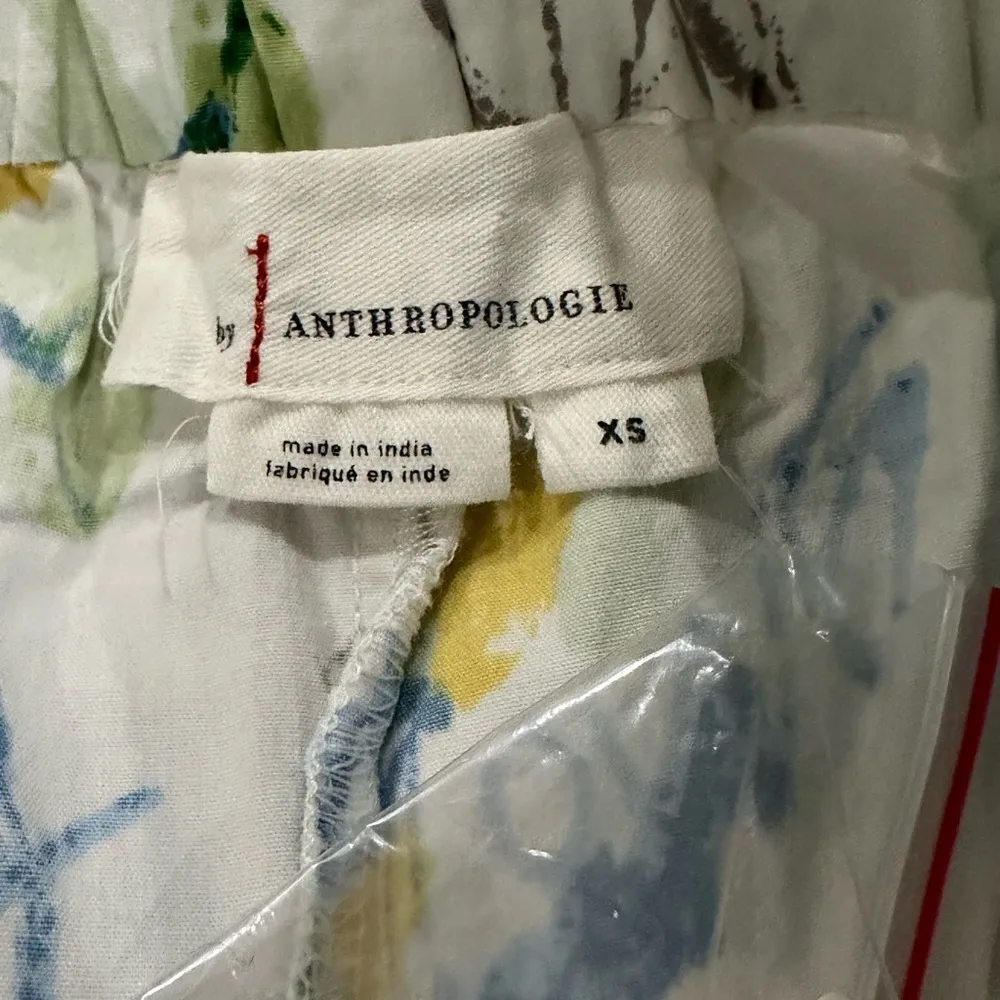 by ANTHROPOLOGIE
made in india
fabriqué en inde
XS